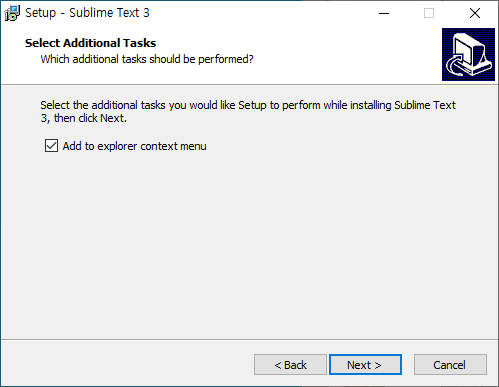 Setup - Sublime Text 3
Select Additional Tasks
Which additional tasks should be performed?
Select the additional tasks you would like Setup to perform while installing Sublime Text
3, then click Next.
Add to explorer context menu
< Back
Next >
Cancel